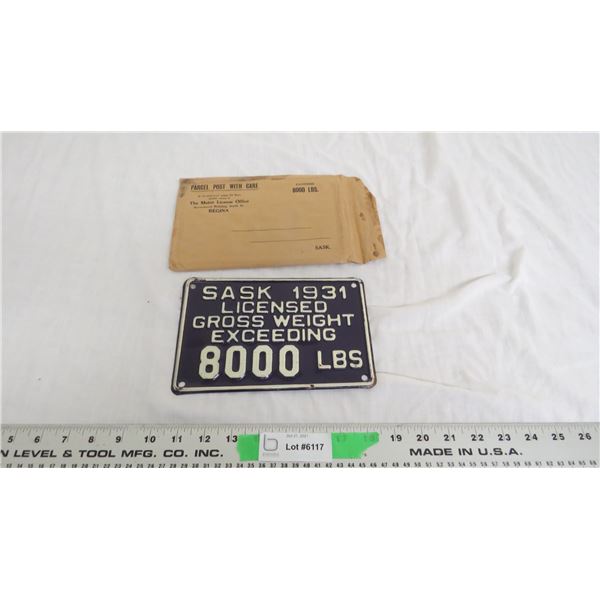 PARCEL POST WITH CARE
8000 LBS.
The Motor License Office
REGINA
SASK.
SASK 1931
LICENSED
GROSS WEIGHT
EXCEEDING
8000 LBS
5 6 7 8 9 10 11 12 13 17 18 19 20 21 22 23 24 25 26
N LEVEL & TOOL MFG. CO. INC.
Lot #6117
MADE IN U.S.A.